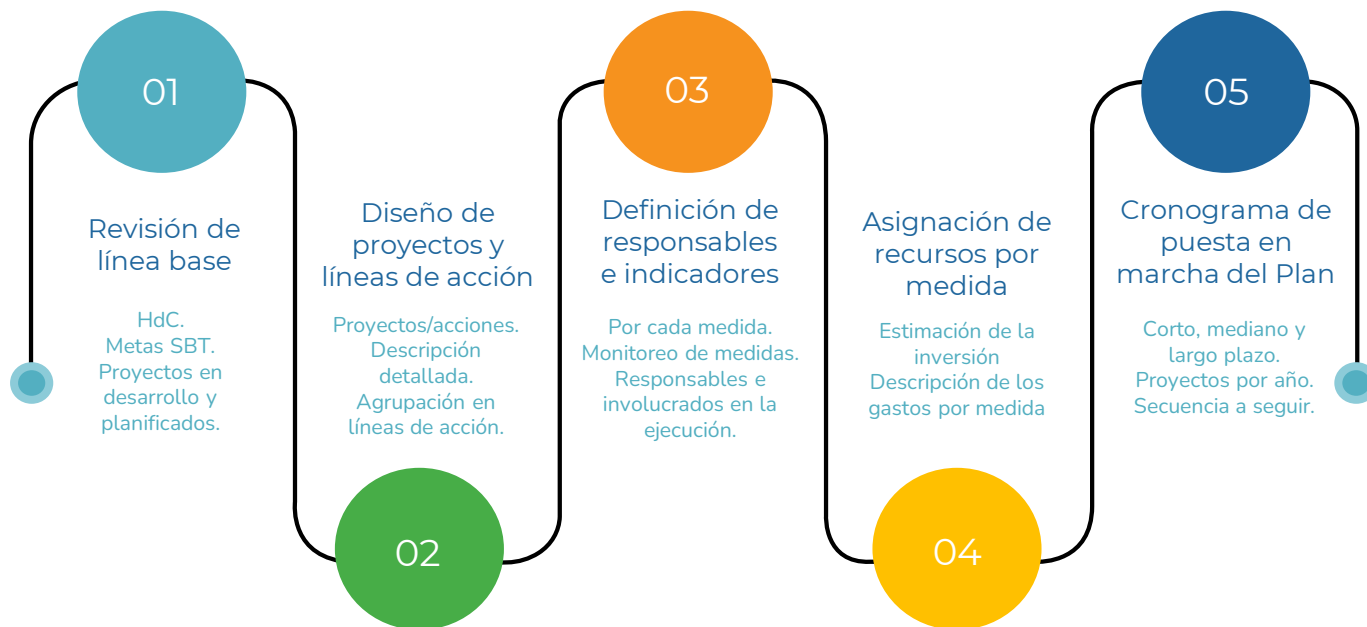 01
Revisión de
línea base
HdC.
Metas SBT.
Proyectos en
desarrollo y
planificados.
Diseño de
proyectos y
líneas de acción
Proyectos/acciones.
Descripción
detallada.
Agrupación en
líneas de acción.
02
03
Definición de
responsables
e indicadores
Por cada medida.
Monitoreo de medidas.
Responsables e
involucrados en la
ejecución.
Asignación de
recursos por
medida
Estimación de la
inversión
Descripción de los
gastos por medida
04
05
Cronograma de
puesta en
marcha del Plan
Corto, mediano y
largo plazo.
Proyectos por año.
Secuencia a seguir.